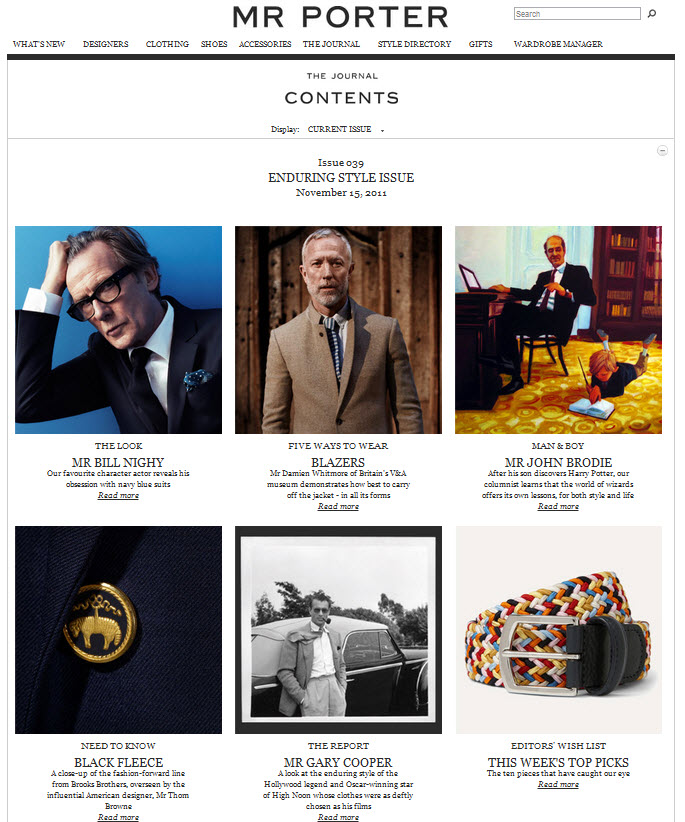 MR PORTER
Search
WHAT'S NEW DESIGNERS CLOTHING SHOES ACCESSORIES THE JOURNAL STYLE DIRECTORY GIFTS WARDROBE MANAGER
THE JOURNAL
CONTENTS
Display: CURRENT ISSUE
Issue 039
ENDURING STYLE ISSUE
November 15, 2011
THE LOOK
MR BILL NIGHY
Our favourite character actor reveals his
obsession with navy blue suits
Read more
FIVE WAYS TO WEAR
BLAZERS
Mr Damien Whitmore of Britain's V&A
museum demonstrates how best to carry
off the jacket - in all its forms
Read more
MAN & BOY
MR JOHN BRODIE
After his son discovers Harry Potter, our
columnist learns that the world of wizards
offers its own lessons, for both style and life
Read more
NEED TO KNOW
BLACK FLEECE
A close-up of the fashion-forward line
from Brooks Brothers, overseen by the
influential American designer, Mr Thom
Browne
Read more
THE REPORT
MR GARY COOPER
A look at the enduring style of the
Hollywood legend and Oscar-winning star
of High Noon whose clothes were as deftly
chosen as his films
Read more
EDITORS' WISH LIST
THIS WEEK'S TOP PICKS
The ten pieces that have caught our eye
Read more